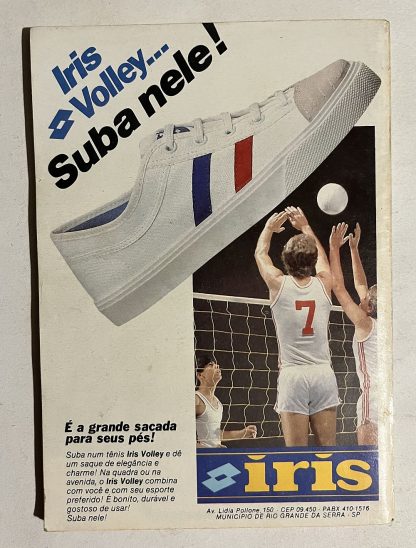 Iris
Volley...
Suba nele!
7
É a grande sacada
para seus pés!
Suba num tênis Iris Volley e dê
um saque de elegância e
charme! Na quadra ou na
avenida, o Iris Volley combina
com você e com seu esporte
preferido! E bonito, durável e
gostoso de usar!
Suba nele!
iris
Av. Lidia Pollone, 150 - CEP 09.450 - PABX 410-1516
MUNICÍPIO DE RIO GRANDE DA SERRA - SP